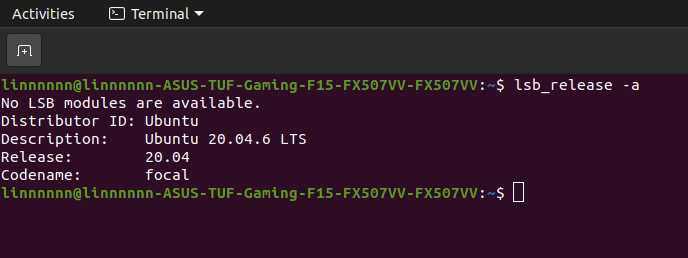 Activities Terminal
linnnnnn@linnnnnn-ASUS-TUF-Gaming-F15-FX507VV-FX507VV:~$ lsb_release -a
No LSB modules are available.
Distributor ID: Ubuntu
Description: Ubuntu 20.04.6 LTS
Release: 20.04
Codename: focal
linnnnnn@linnnnnn-ASUS-TUF-Gaming-F15-FX507VV-FX507VV:~$